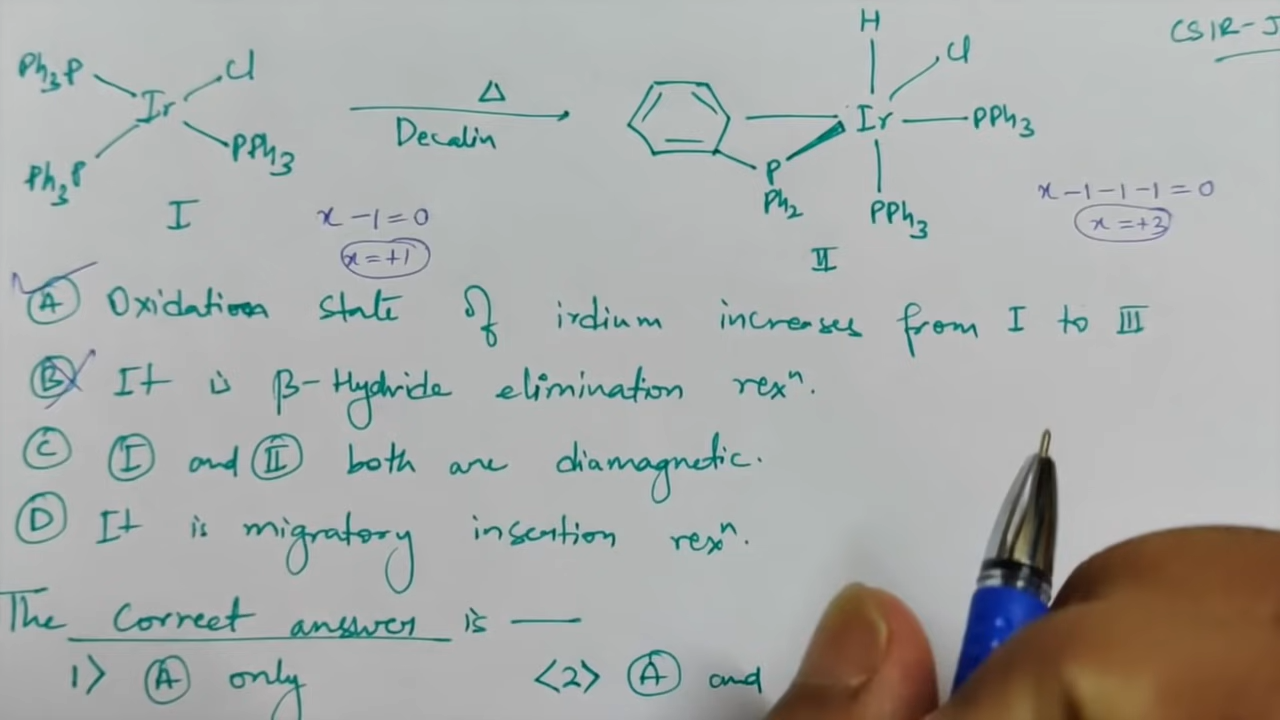 CSIR-J
Ph₃P Cl
Ir
Ph₃P PPh₃
I
Δ
Decalin
H
Cl
Ir PPh₃
P
Ph₂ PPh₃
II
x -1 = 0
x = +1
x -1 -1 -1 = 0
x = +3
A Oxidation state of irdium increases from I to III
B It is β-Hydride elimination rexⁿ.
C I and II both are diamagnetic.
D It is migratory insertion rexⁿ.
The correct answer is —
1> A only <2> A and